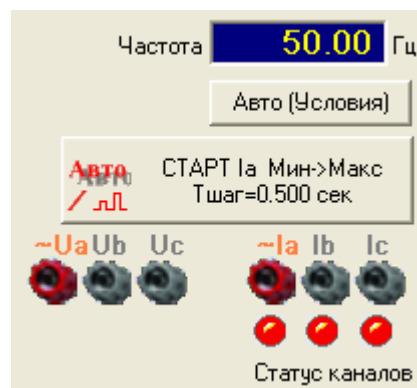 Частота 50.00 Гц
Авто (Условия)
Авто СТАРТ Ia Мин->Макс
Тшаг=0.500 сек
~Ua Ub Uc ~Ia Ib Ic
Статус каналов